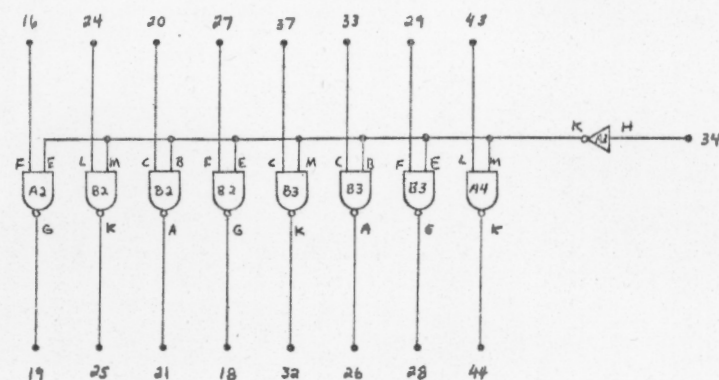 16 24 20 27 37 33 29 43
K H
34
F E L M C B F E C M C B F E L M
A2 B2 B2 B2 B3 B3 B3 A4
G K A G K A G K
19 25 21 18 32 26 28 44